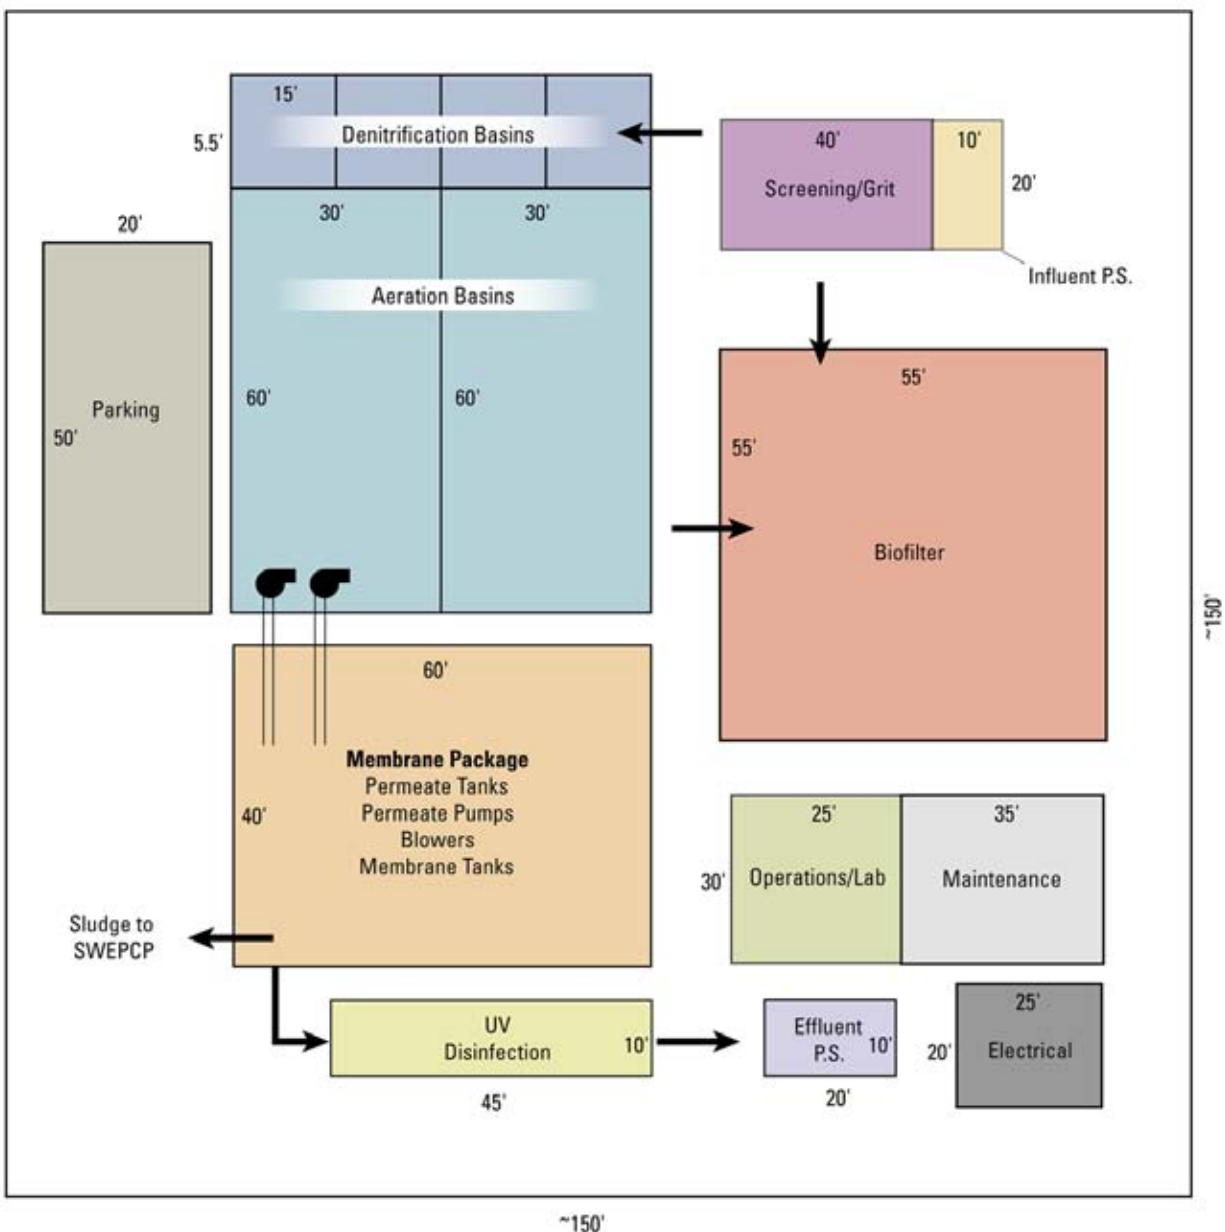 15'
5.5'
Denitrification Basins
40'
10'
Screening/Grit
20'
Influent P.S.
30'
30'
Aeration Basins
60'
60'
20'
Parking
50'
55'
55'
Biofilter
~150'
60'
Membrane Package
Permeate Tanks
Permeate Pumps
Blowers
Membrane Tanks
40'
25'
35'
30'
Operations/Lab
Maintenance
Sludge to
SWEPCP
UV
Disinfection
10'
45'
Effluent
P.S.
10'
20'
25'
20'
Electrical
~150'